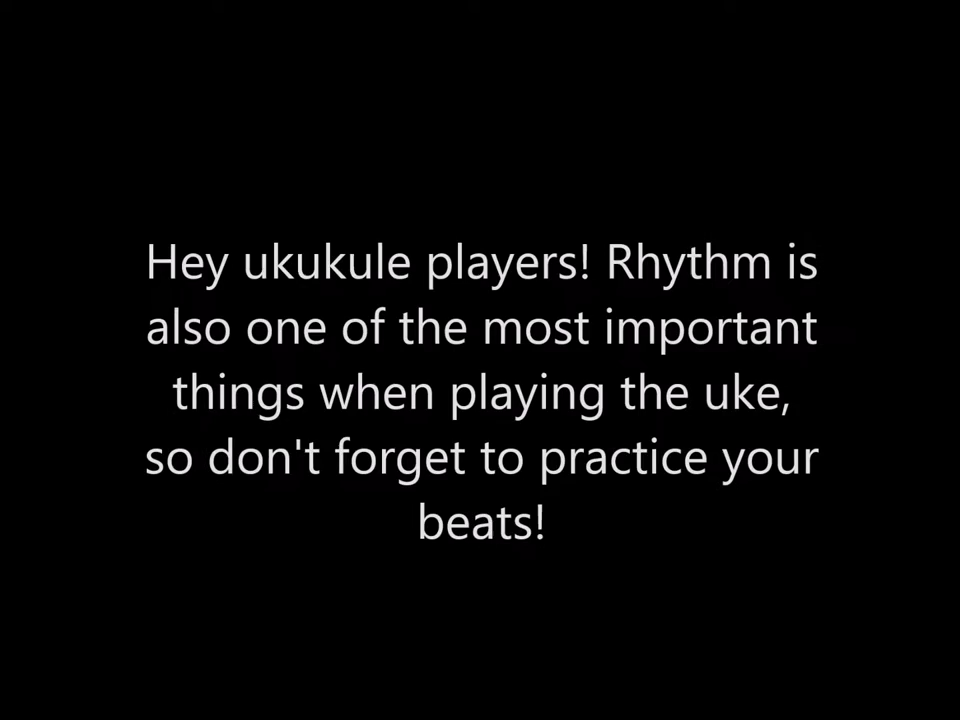 Hey ukukule players! Rhythm is
also one of the most important
things when playing the uke,
so don't forget to practice your
beats!